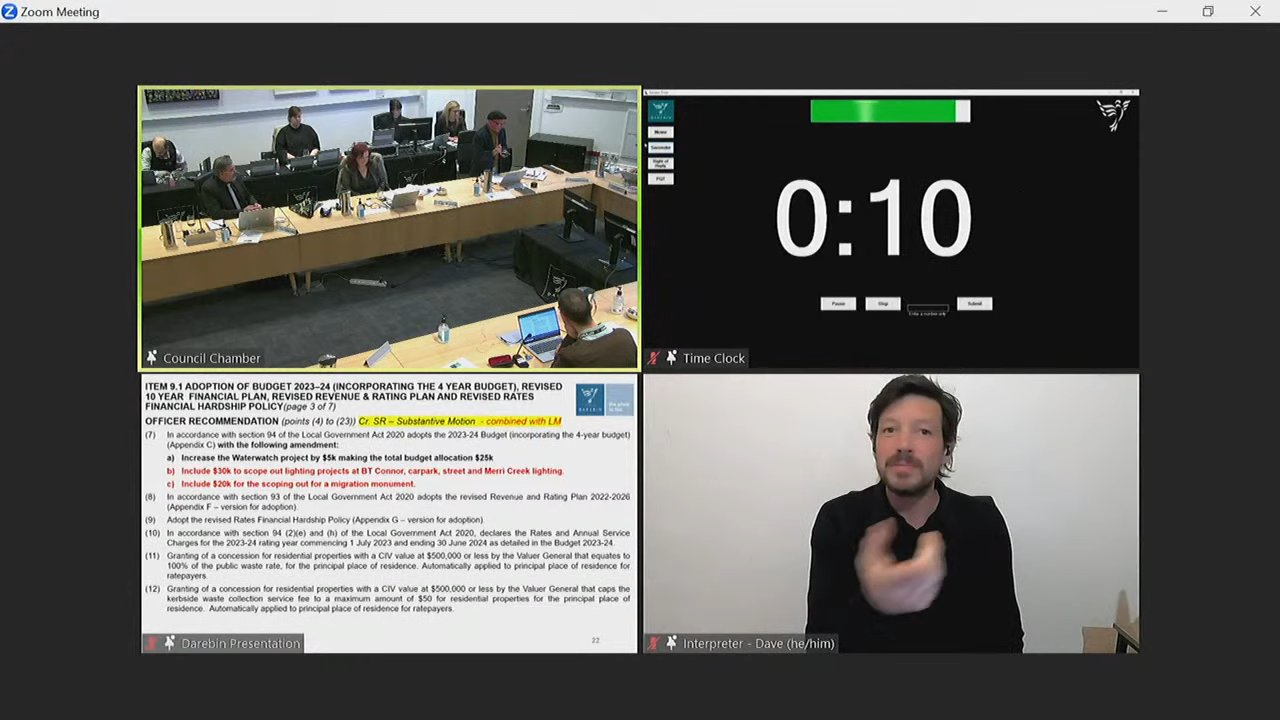 Zoom Meeting
Council Chamber
0:10
Pause
Stop
Submit
Time Clock
ITEM 9.1 ADOPTION OF BUDGET 2023–24 (INCORPORATING THE 4 YEAR BUDGET), REVISED
10 YEAR FINANCIAL PLAN, REVISED REVENUE & RATING PLAN AND REVISED RATES
FINANCIAL HARDSHIP POLICY(page 3 of 7)
DAREBIN
OFFICER RECOMMENDATION (points (4) to (23)) Cr. SR – Substantive Motion - combined with LM
(7) In accordance with section 94 of the Local Government Act 2020 adopts the 2023-24 Budget (incorporating the 4-year budget)
(Appendix C) with the following amendment:
a) Increase the Waterwatch project by $5k making the total budget allocation $25k
b) Include $30k to scope out lighting projects at BT Connor, carpark, street and Merri Creek lighting.
c) Include $20k for the scoping out for a migration monument.
(8) In accordance with section 93 of the Local Government Act 2020 adopts the revised Revenue and Rating Plan 2022-2026
(Appendix F – version for adoption)
(9) Adopt the revised Rates Financial Hardship Policy (Appendix G – version for adoption)
(10) In accordance with section 94 (2)(e) and (h) of the Local Government Act 2020, declares the Rates and Annual Service
Charges for the 2023-24 rating year commencing 1 July 2023 and ending 30 June 2024 as detailed in the Budget 2023-24.
(11) Granting of a concession for residential properties with a CIV value at $500,000 or less by the Valuer General that equates to
100% of the public waste rate, for the principal place of residence. Automatically applied to principal place of residence for
ratepayers.
(12) Granting of a concession for residential properties with a CIV value at $500,000 or less by the Valuer General that caps the
kerbside waste collection service fee to a maximum amount of $50 for residential properties for the principal place of
residence. Automatically applied to principal place of residence for ratepayers.
22
Darebin Presentation
Interpreter - Dave (he/him)